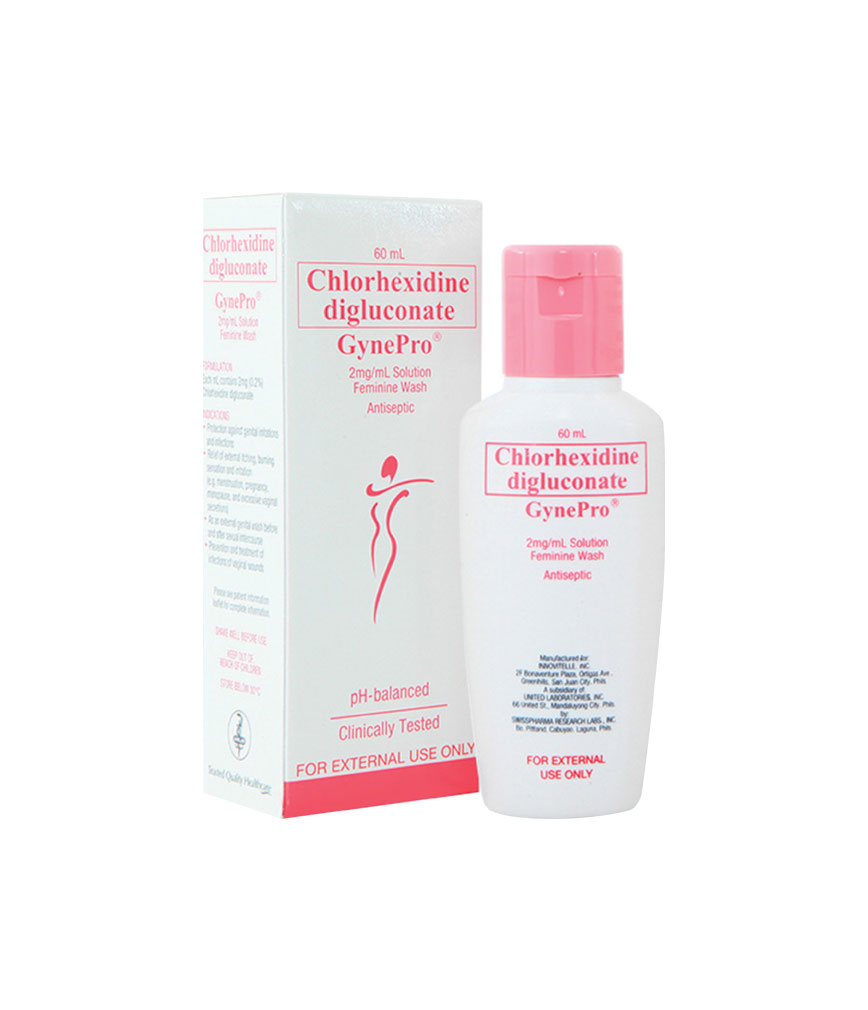 Chlorhexidine
digluconate
GynePro®
2mg/mL Solution
Feminine Wash
FORMULATION
Each mL contains 2mg (0.2%)
Chlorhexidine digluconate
INDICATIONS
• Protection against genital irritations
and infections
• Relief of external itching, burning
sensation and irritation
(e.g. menstruation, pregnancy,
menopause, and excessive vaginal
secretions)
• As an external genital wash before
and after sexual intercourse
• Prevention and treatment of
infections of vaginal wounds
Please see patient information
leaflet for complete information.
SHAKE WELL BEFORE USE
KEEP OUT OF
REACH OF CHILDREN
STORE BELOW 30°C
Trusted Quality Healthcare
60 mL
Chlorhexidine
digluconate
GynePro®
2mg/mL Solution
Feminine Wash
Antiseptic
pH-balanced
Clinically Tested
FOR EXTERNAL USE ONLY
60 mL
Chlorhexidine
digluconate
GynePro®
2mg/mL Solution
Feminine Wash
Antiseptic
Manufactured for:
INNOVITELLE, INC.
2F Bonaventure Plaza, Ortigas Ave.,
Greenhills, San Juan City, Phils.
A subsidiary of
UNITED LABORATORIES, INC.
66 United St., Mandaluyong City, Phils.
by
SWISSPHARMA RESEARCH LABS., INC.
Bo. Pittland, Cabuyao, Laguna, Phils.
FOR EXTERNAL
USE ONLY